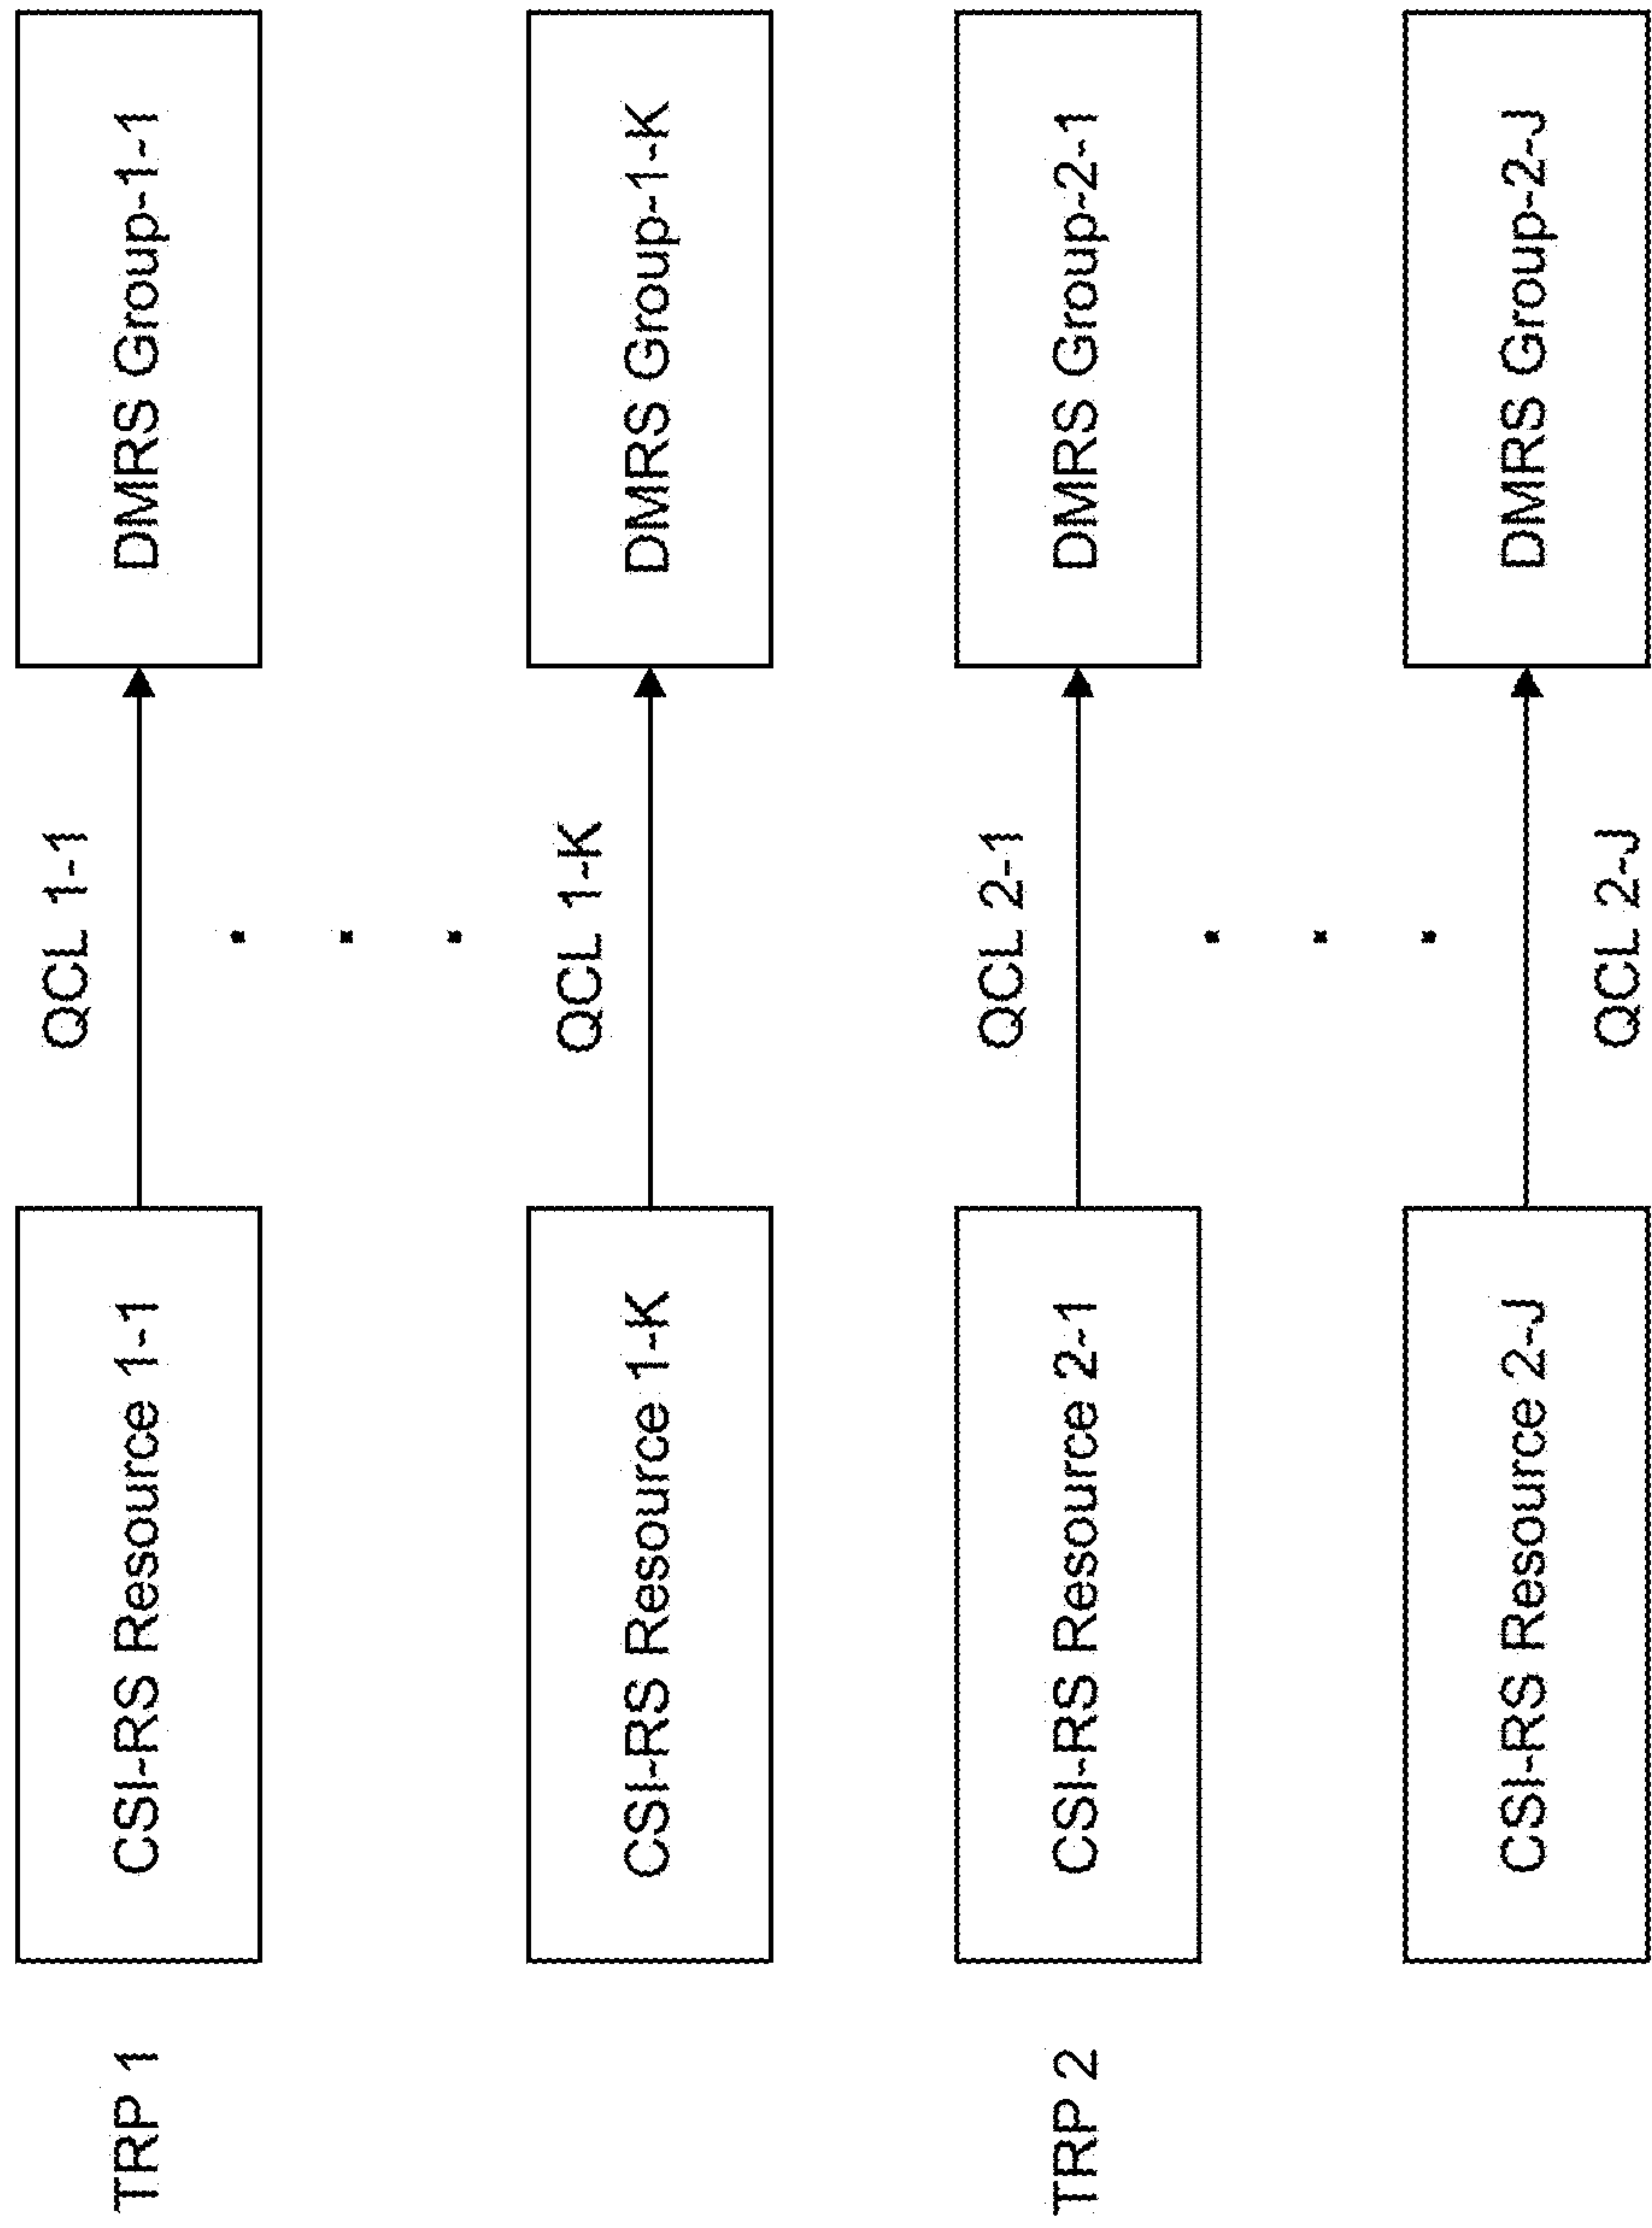 TRP 1
CSI-RS Resource 1-1
QCL 1-1
DMRS Group-1-1
CSI-RS Resource 1-K
QCL 1-K
DMRS Group-1-K
TRP 2
CSI-RS Resource 2-1
QCL 2-1
DMRS Group-2-1
CSI-RS Resource 2-J
QCL 2-J
DMRS Group-2-J